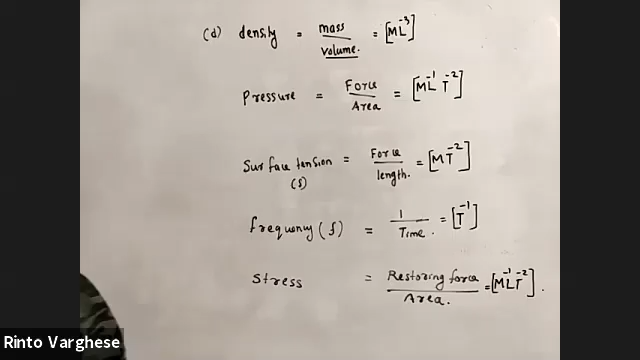 (d) density = mass / volume. = [ML⁻³]
Pressure = Force / Area = [ML⁻¹ T⁻²]
Surface tension (S) = Force / length. = [MT⁻²]
frequency (f) = 1 / Time. = [T⁻¹]
Stress = Restoring force / Area. = [ML⁻¹T⁻²].
Rinto Varghese